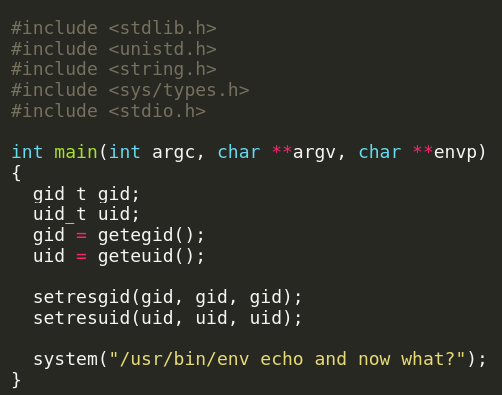 #include <stdlib.h>
#include <unistd.h>
#include <string.h>
#include <sys/types.h>
#include <stdio.h>

int main(int argc, char **argv, char **envp)
{
  gid_t gid;
  uid_t uid;
  gid = getegid();
  uid = geteuid();

  setresgid(gid, gid, gid);
  setresuid(uid, uid, uid);

  system("/usr/bin/env echo and now what?");
}